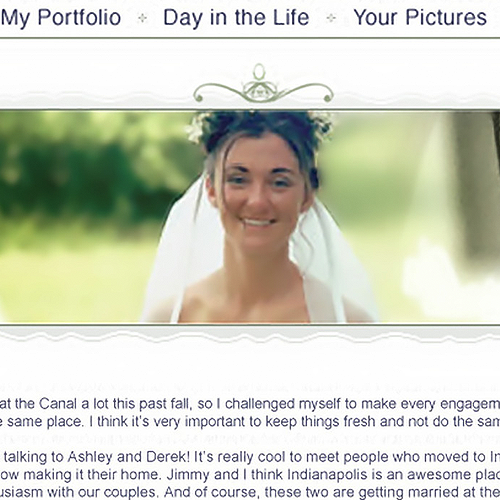 My Portfolio Day in the Life Your Pictures
at the Canal a lot this past fall, so I challenged myself to make every engagem
same place. I think it's very important to keep things fresh and not do the sam
talking to Ashley and Derek! It's really cool to meet people who moved to In
ow making it their home. Jimmy and I think Indianapolis is an awesome plac
usiasm with our couples. And of course, these two are getting married at the